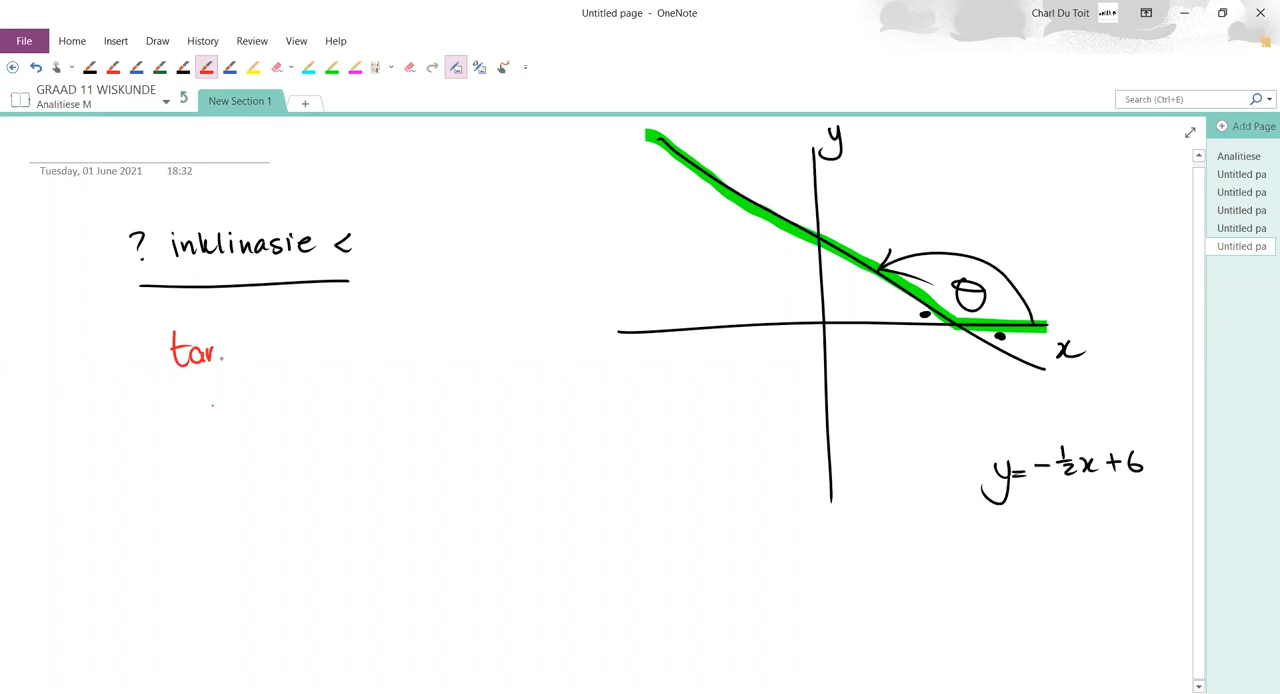 Untitled page - OneNote
Charl Du Toit
File Home Insert Draw History Review View Help
GRAAD 11 WISKUNDE
Analitiese M
New Section 1
+
Search (Ctrl+E)
Add Page
Analitiese
Untitled pa
Untitled pa
Untitled pa
Untitled pa
Untitled pa
Tuesday, 01 June 2021 18:32
? inklinasie <
tan
y
θ
x
y = -1/2x + 6